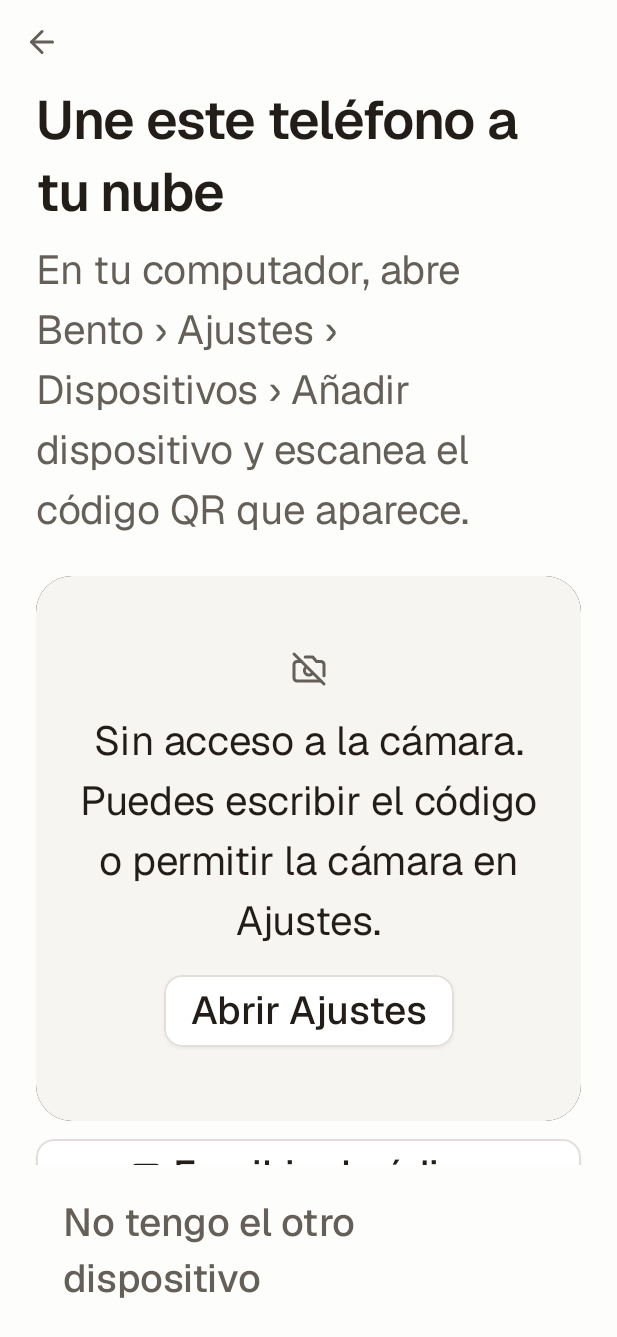 Une este teléfono a
tu nube
En tu computador, abre
Bento › Ajustes ›
Dispositivos › Añadir
dispositivo y escanea el
código QR que aparece.
Sin acceso a la cámara.
Puedes escribir el código
o permitir la cámara en
Ajustes.
Abrir Ajustes
No tengo el otro
dispositivo